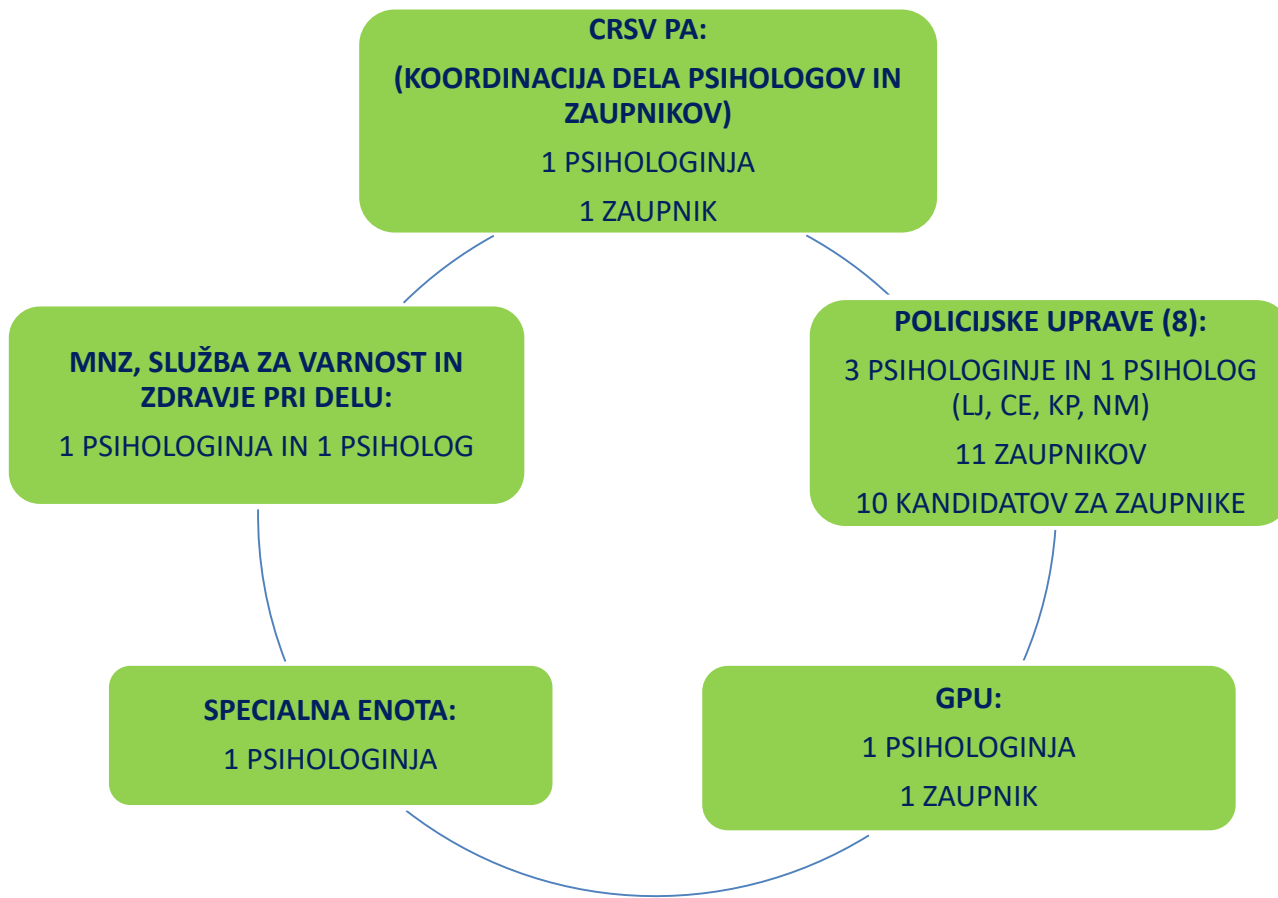 CRSV PA:
(KOORDINACIJA DELA PSIHOLOGOV IN
ZAUPNIKOV)
1 PSIHOLOGINJA
1 ZAUPNIK
POLICIJSKE UPRAVE (8):
3 PSIHOLOGINJE IN 1 PSIHOLOG
(LJ, CE, KP, NM)
11 ZAUPNIKOV
10 KANDIDATOV ZA ZAUPNIKE
GPU:
1 PSIHOLOGINJA
1 ZAUPNIK
SPECIALNA ENOTA:
1 PSIHOLOGINJA
MNZ, SLUŽBA ZA VARNOST IN
ZDRAVJE PRI DELU:
1 PSIHOLOGINJA IN 1 PSIHOLOG